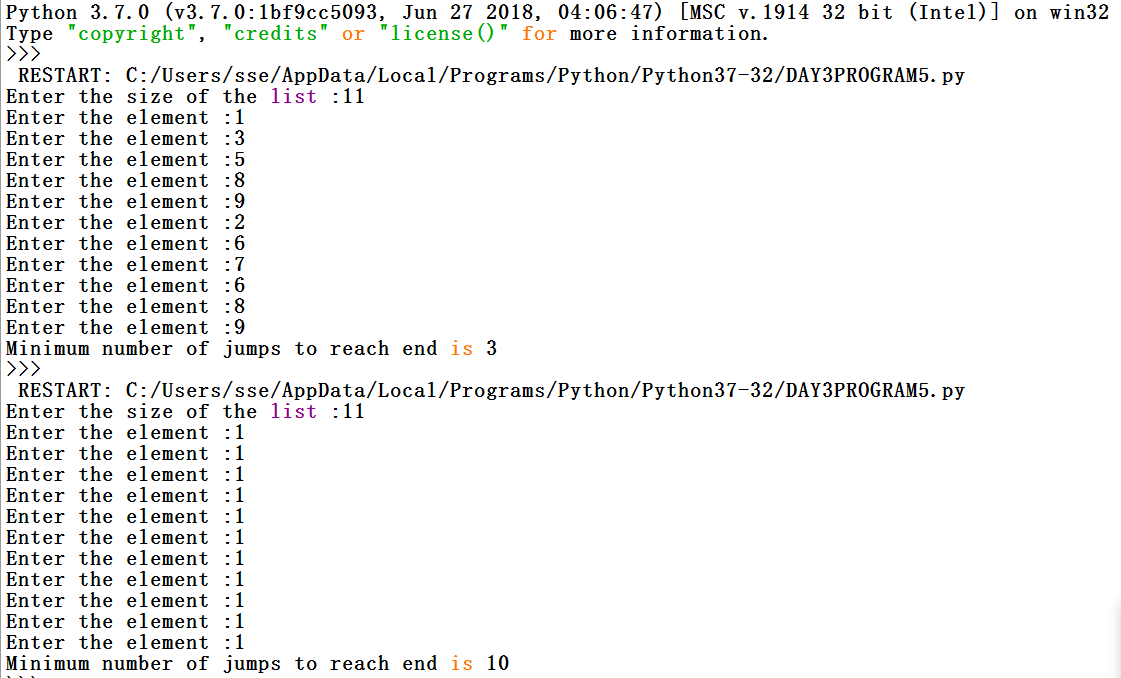 Python 3.7.0 (v3.7.0:1bf9cc5093, Jun 27 2018, 04:06:47) [MSC v.1914 32 bit (Intel)] on win32
Type "copyright", "credits" or "license()" for more information.
>>>
RESTART: C:/Users/sse/AppData/Local/Programs/Python/Python37-32/DAY3PROGRAM5.py
Enter the size of the list :11
Enter the element :1
Enter the element :3
Enter the element :5
Enter the element :8
Enter the element :9
Enter the element :2
Enter the element :6
Enter the element :7
Enter the element :6
Enter the element :8
Enter the element :9
Minimum number of jumps to reach end is 3
>>>
RESTART: C:/Users/sse/AppData/Local/Programs/Python/Python37-32/DAY3PROGRAM5.py
Enter the size of the list :11
Enter the element :1
Enter the element :1
Enter the element :1
Enter the element :1
Enter the element :1
Enter the element :1
Enter the element :1
Enter the element :1
Enter the element :1
Enter the element :1
Enter the element :1
Minimum number of jumps to reach end is 10